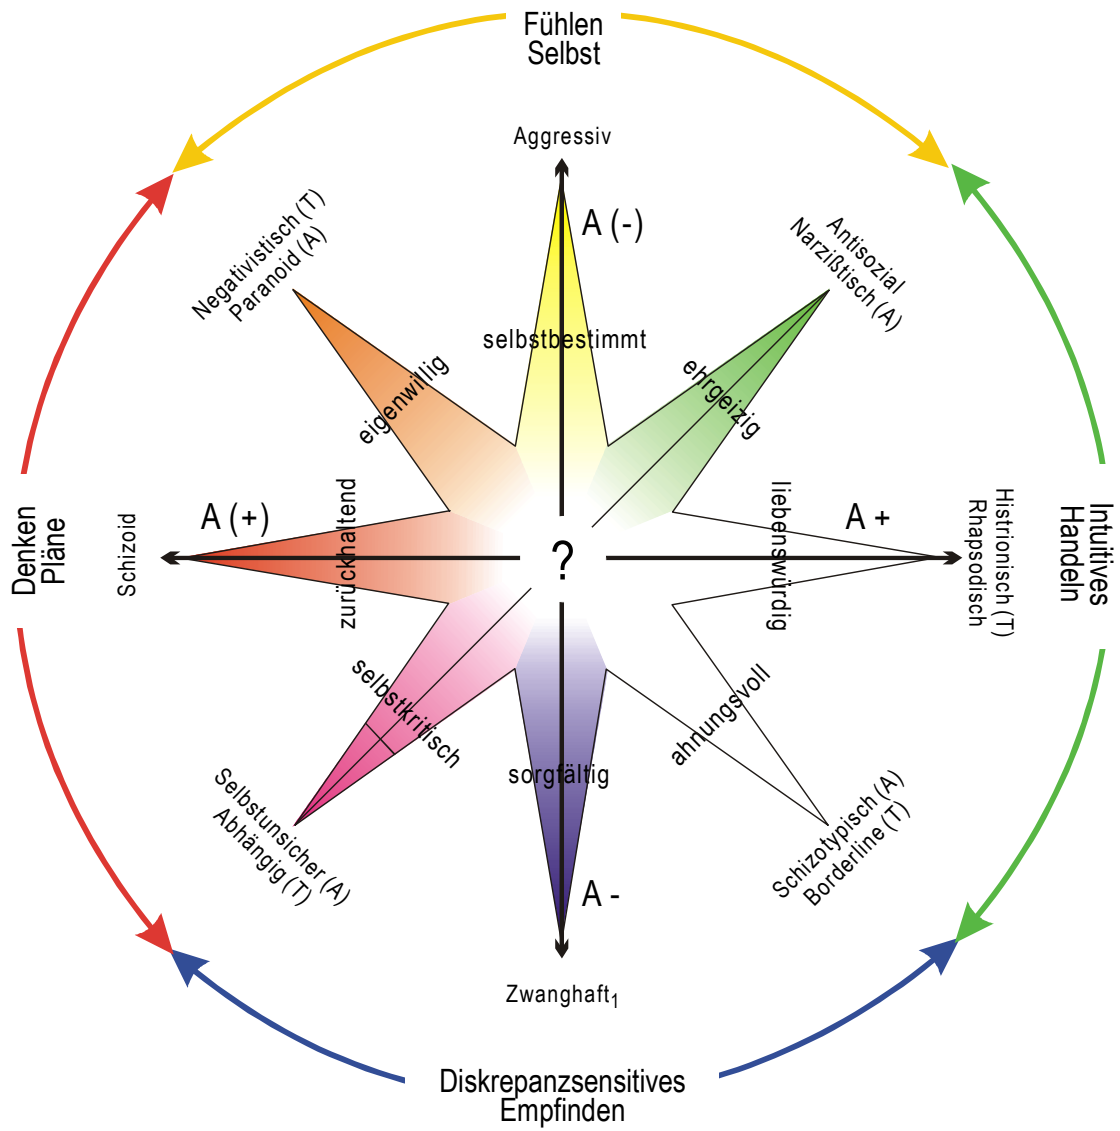 Fühlen
Selbst
Aggressiv
A (-)
Negativistisch (T)
Paranoid (A)
Antisozial
Narzißtisch (A)
selbstbestimmt
eigenwillig
ehrgeizig
Denken
Pläne
Schizoid
A (+)
zurückhaltend
?
liebenswürdig
A +
Histrionisch (T)
Rhapsodisch
Intuitives
Handeln
selbstkritisch
sorgfältig
ahnungsvoll
Selbstunsicher (A)
Abhängig (T)
A -
Schizotypisch (A)
Borderline (T)
Zwanghaft1
Diskrepanzsensitives
Empfinden